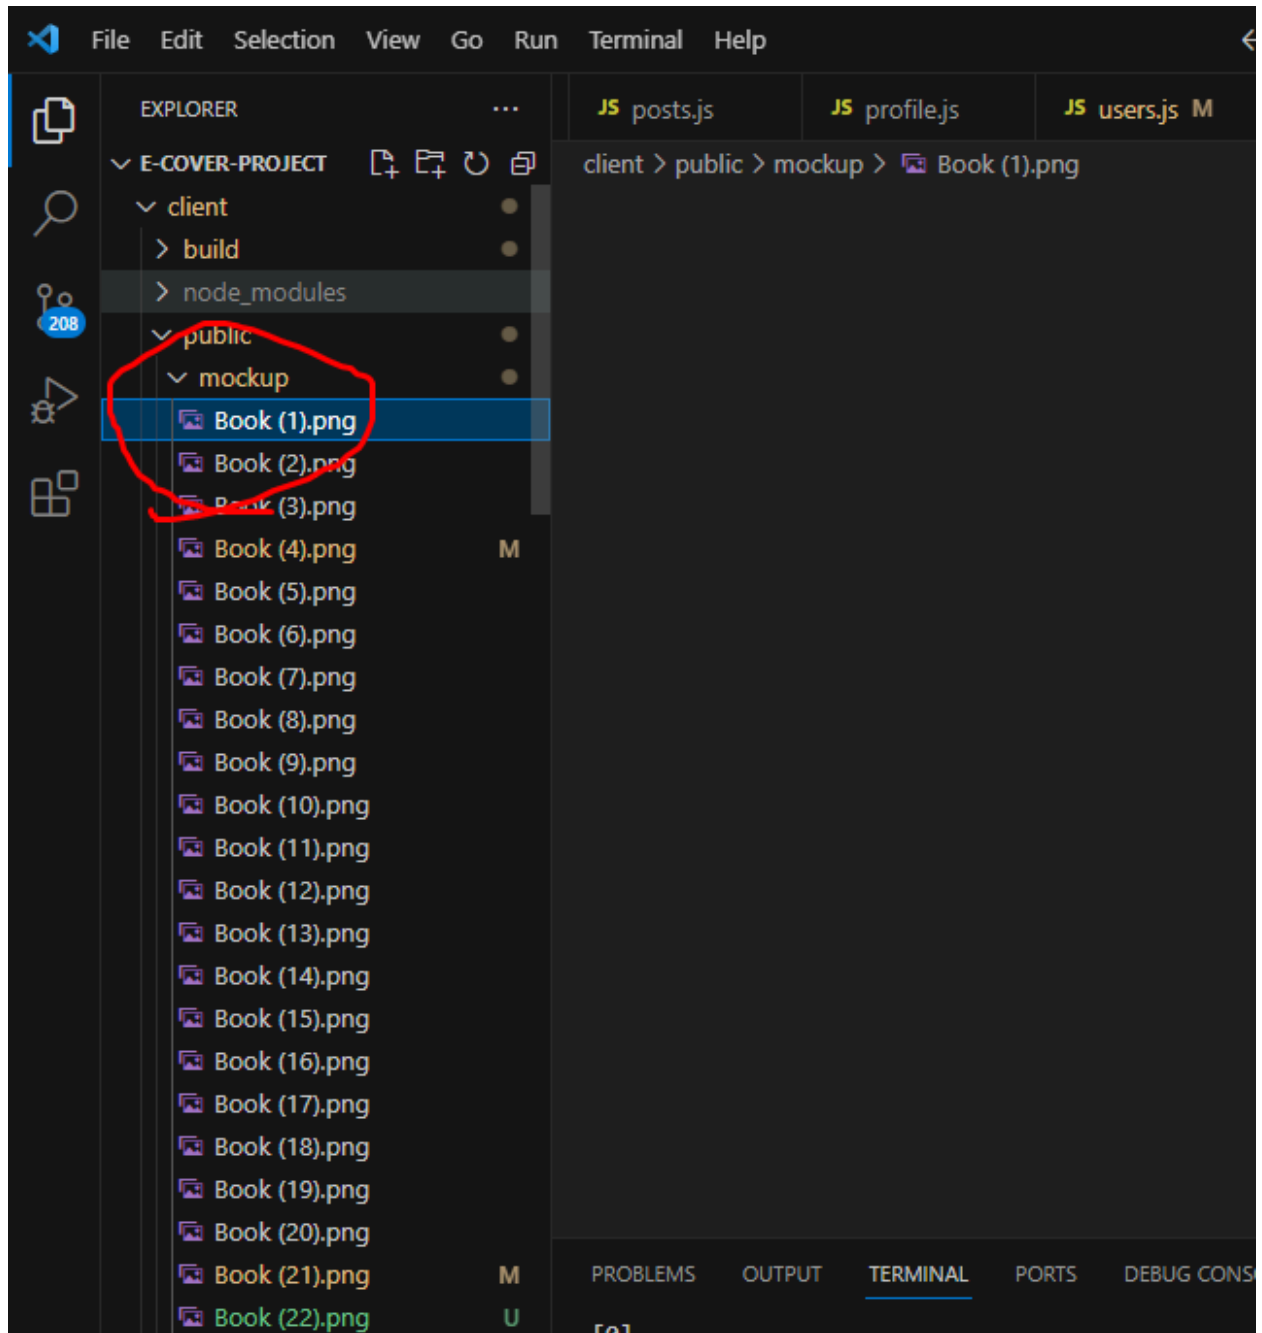 File Edit Selection View Go Run Terminal Help
EXPLORER ...
JS posts.js JS profile.js JS users.js M
E-COVER-PROJECT
client > public > mockup > Book (1).png
client
build
node_modules
208
public
mockup
Book (1).png
Book (2).png
Book (3).png
Book (4).png M
Book (5).png
Book (6).png
Book (7).png
Book (8).png
Book (9).png
Book (10).png
Book (11).png
Book (12).png
Book (13).png
Book (14).png
Book (15).png
Book (16).png
Book (17).png
Book (18).png
Book (19).png
Book (20).png
Book (21).png M
PROBLEMS OUTPUT TERMINAL PORTS DEBUG CONS
Book (22).png U